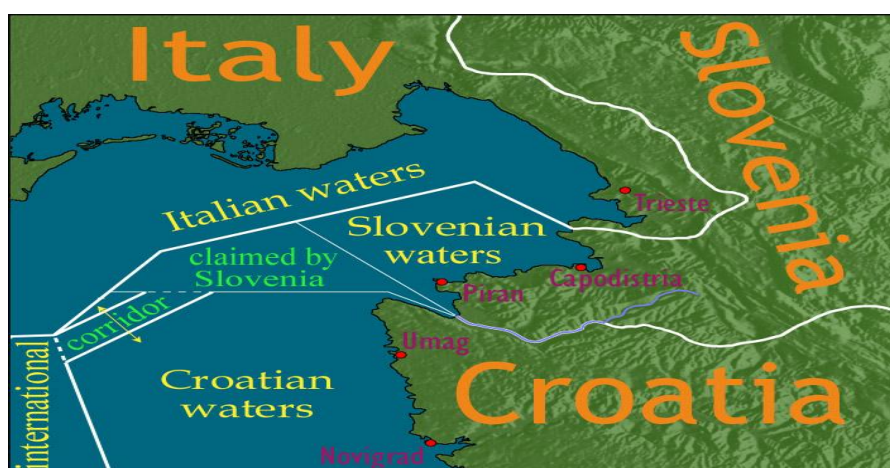 Italy
Slovenia
Italian waters
Trieste
Slovenian
waters
claimed by
Slovenia
Capodistria
Piran
corridor
Umag
international
Croatian
waters
Croatia
Novigrad